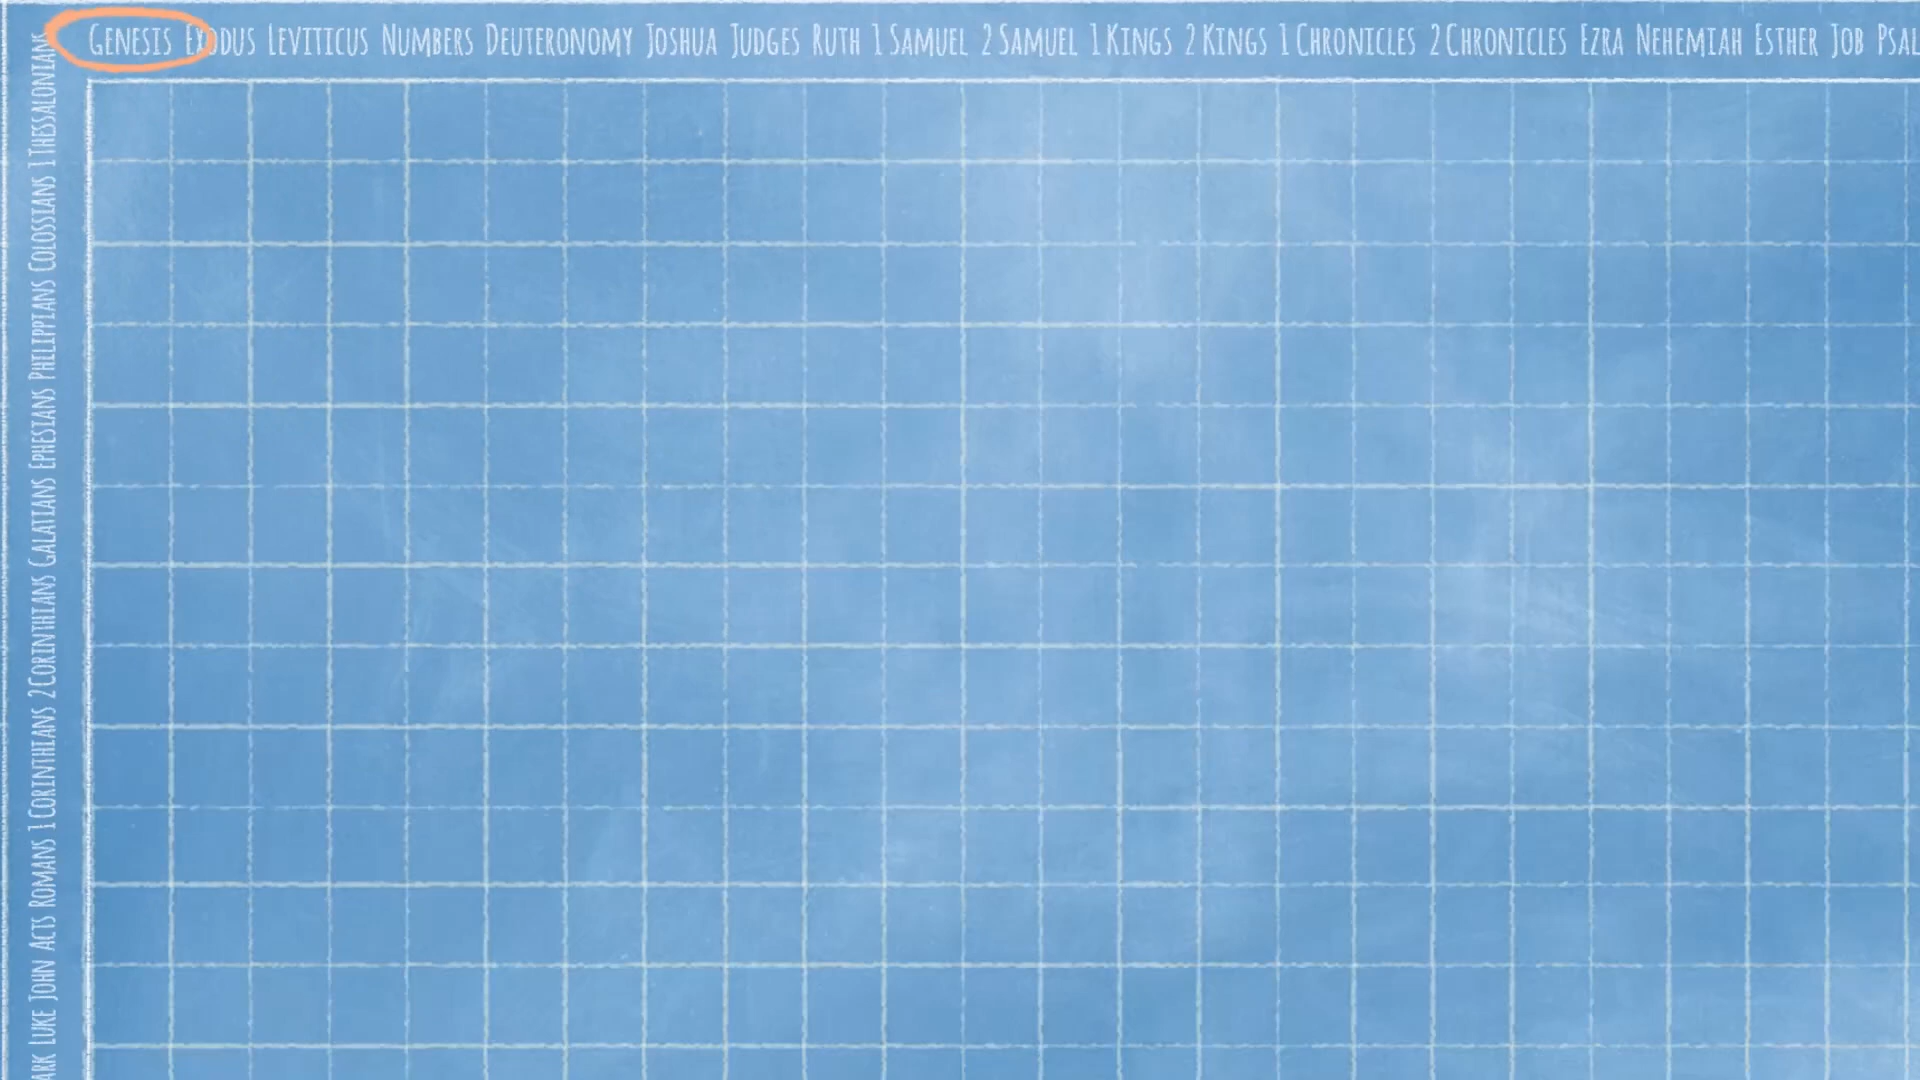 Genesis Exodus Leviticus Numbers Deuteronomy Joshua Judges Ruth 1 Samuel 2 Samuel 1 Kings 2 Kings 1 Chronicles 2 Chronicles Ezra Nehemiah Esther Job
Luke John Acts Romans 1 Corinthians 2 Corinthians Galatians Ephesians Philippians Colossians 1 Thessalonians